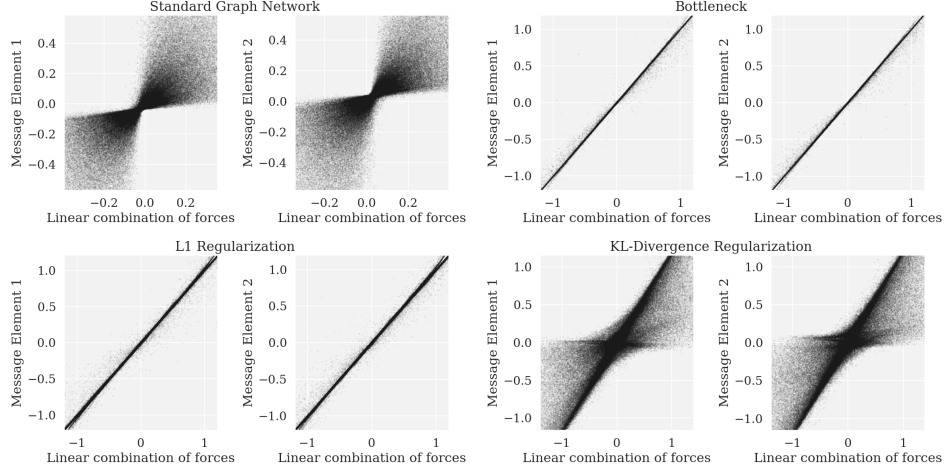 Standard Graph Network
Message Element 1
0.4
0.2
0.0
−0.2
−0.4
−0.2 0.0 0.2
Linear combination of forces
Message Element 2
0.4
0.2
0.0
−0.2
−0.4
−0.2 0.0 0.2
Linear combination of forces
Bottleneck
Message Element 1
1.0
0.5
0.0
−0.5
−1.0
−1 0 1
Linear combination of forces
Message Element 2
1.0
0.5
0.0
−0.5
−1.0
−1 0 1
Linear combination of forces
L1 Regularization
Message Element 1
1.0
0.5
0.0
−0.5
−1.0
−1 0 1
Linear combination of forces
Message Element 2
1.0
0.5
0.0
−0.5
−1.0
−1 0 1
Linear combination of forces
KL-Divergence Regularization
Message Element 1
1.0
0.5
0.0
−0.5
−1.0
−1 0 1
Linear combination of forces
Message Element 2
1.0
0.5
0.0
−0.5
−1.0
−1 0 1
Linear combination of forces